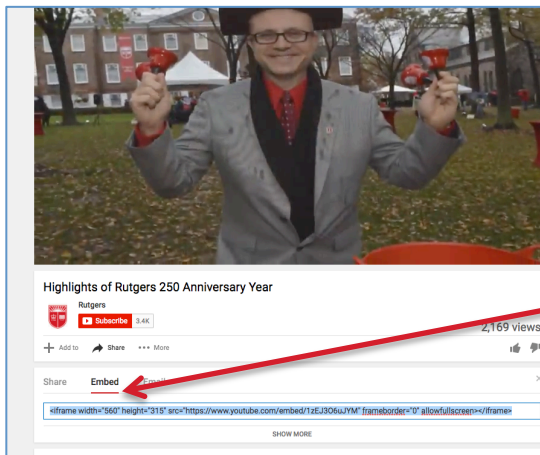 Highlights of Rutgers 250 Anniversary Year
Rutgers
Subscribe 3.4K
2,169 views
Add to Share More
Share Embed Email
<iframe width="560" height="315" src="https://www.youtube.com/embed/1zEJ3O6uJYM" frameborder="0" allowfullscreen></iframe>
SHOW MORE